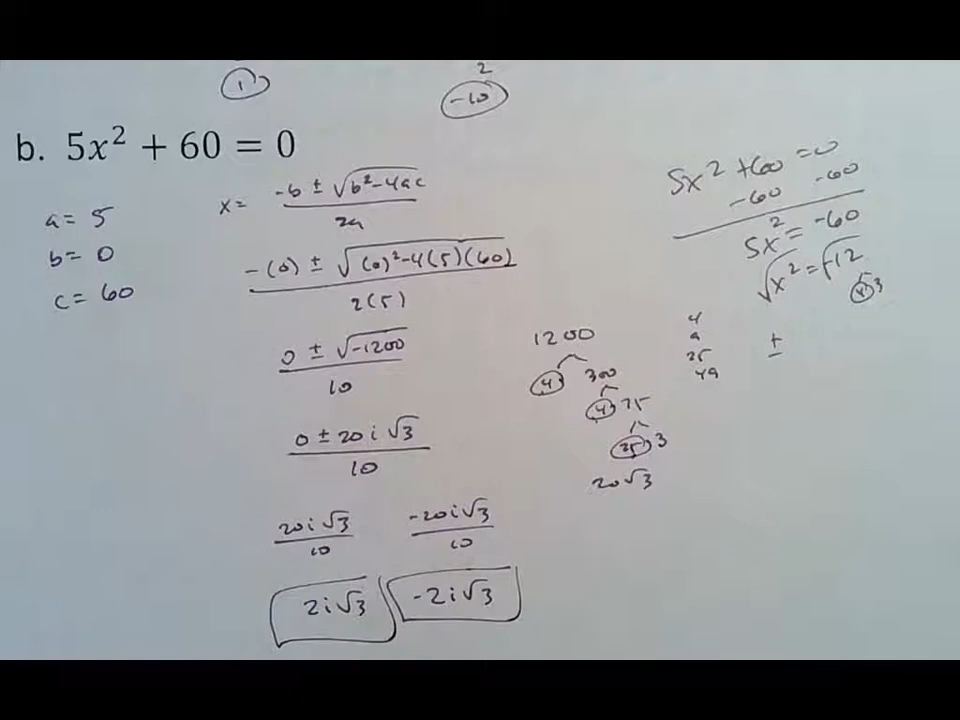 1
2
-10
b. 5x² + 60 = 0
a = 5
b = 0
c = 60
x = (-b ± √(b²-4ac)) / 2a
(-(0) ± √((0)²-4(5)(60))) / 2(5)
(0 ± √-1200) / 10
(0 ± 20i√3) / 10
20i√3 / 10   -20i√3 / 10
2i√3   -2i√3
1200
4 300
4 75
25 3
20√3
4
9
25
49
5x² + 60 = 0
-60 -60
5x² = -60
√x² = √-12
4 3
±